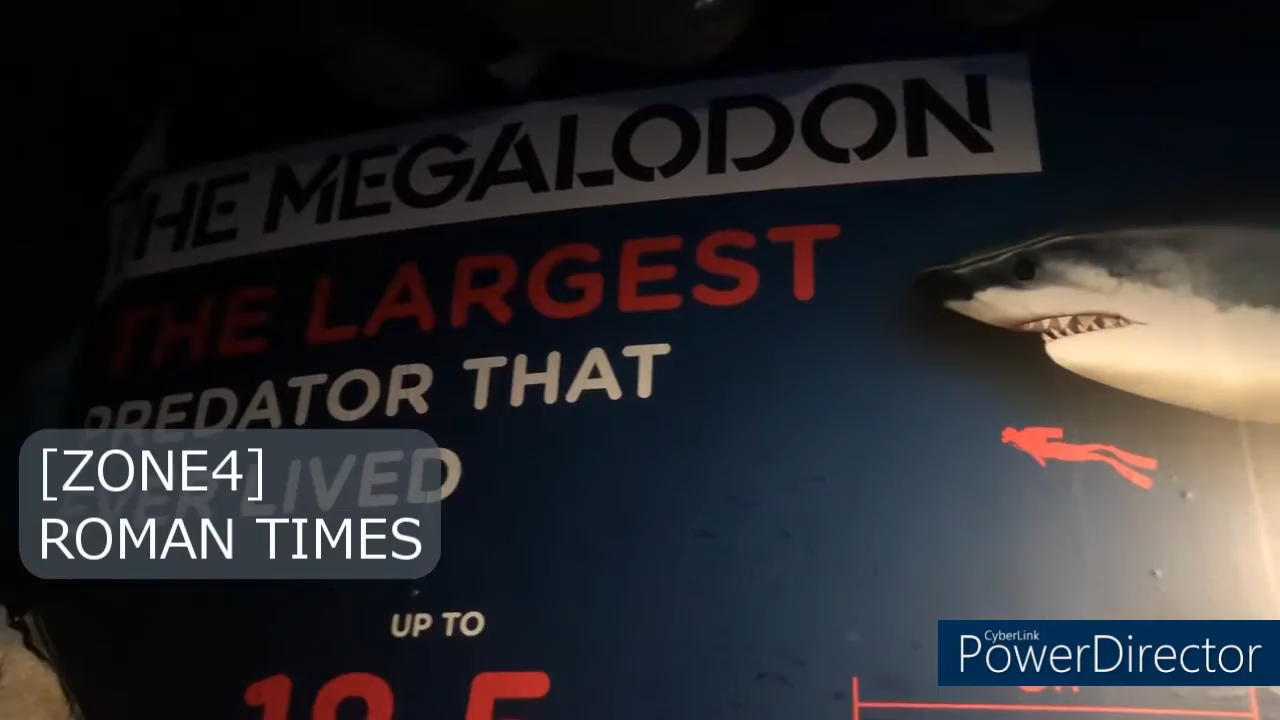 THE MEGALODON
THE LARGEST
PREDATOR THAT
EVER LIVED
[ZONE4]
ROMAN TIMES
UP TO
CyberLink
PowerDirector